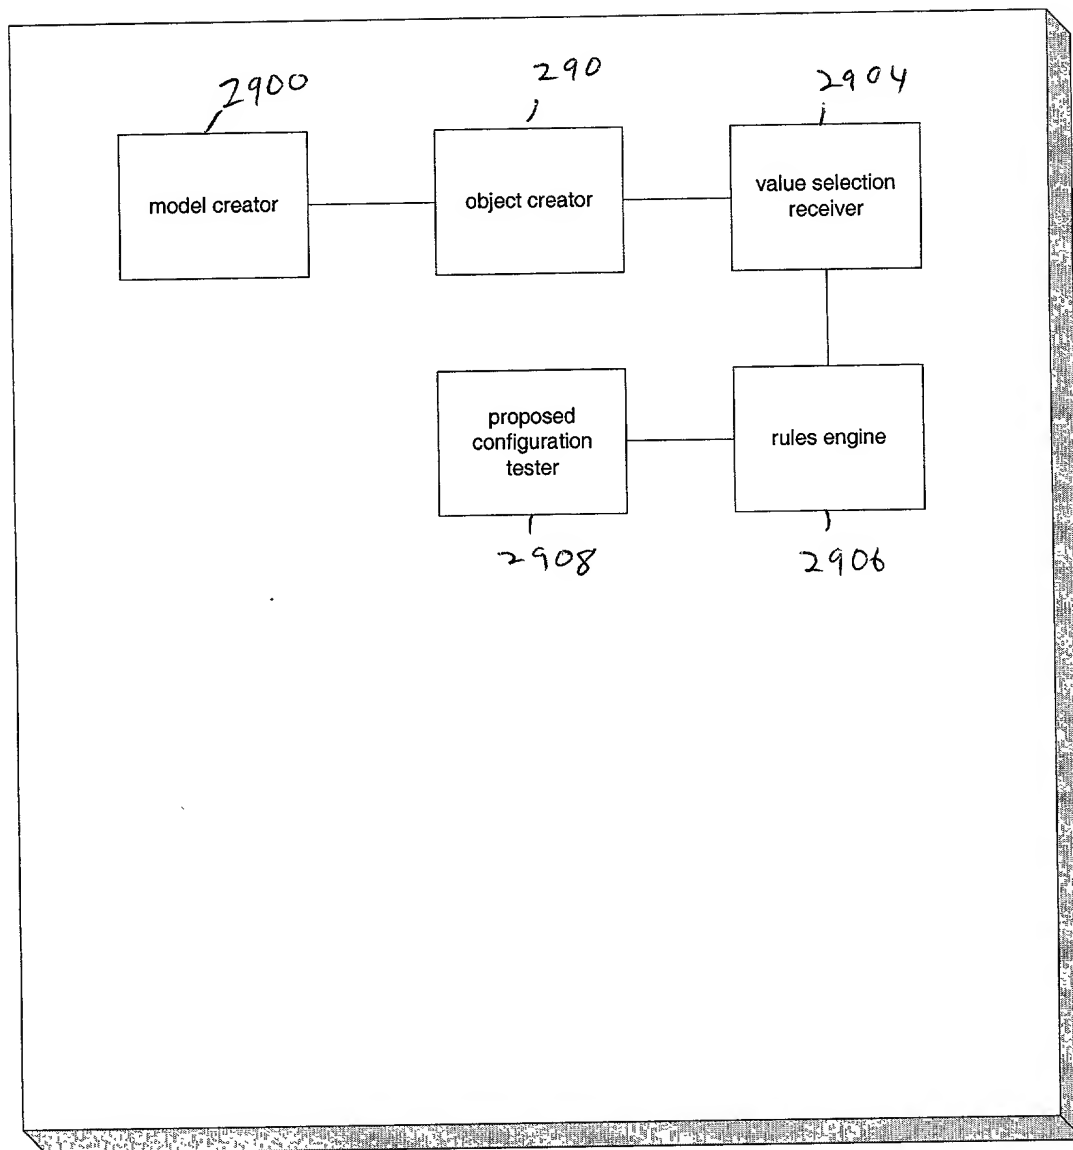 2900
290
2904
model creator
object creator
value selection
receiver
proposed
configuration
tester
rules engine
2908
2906